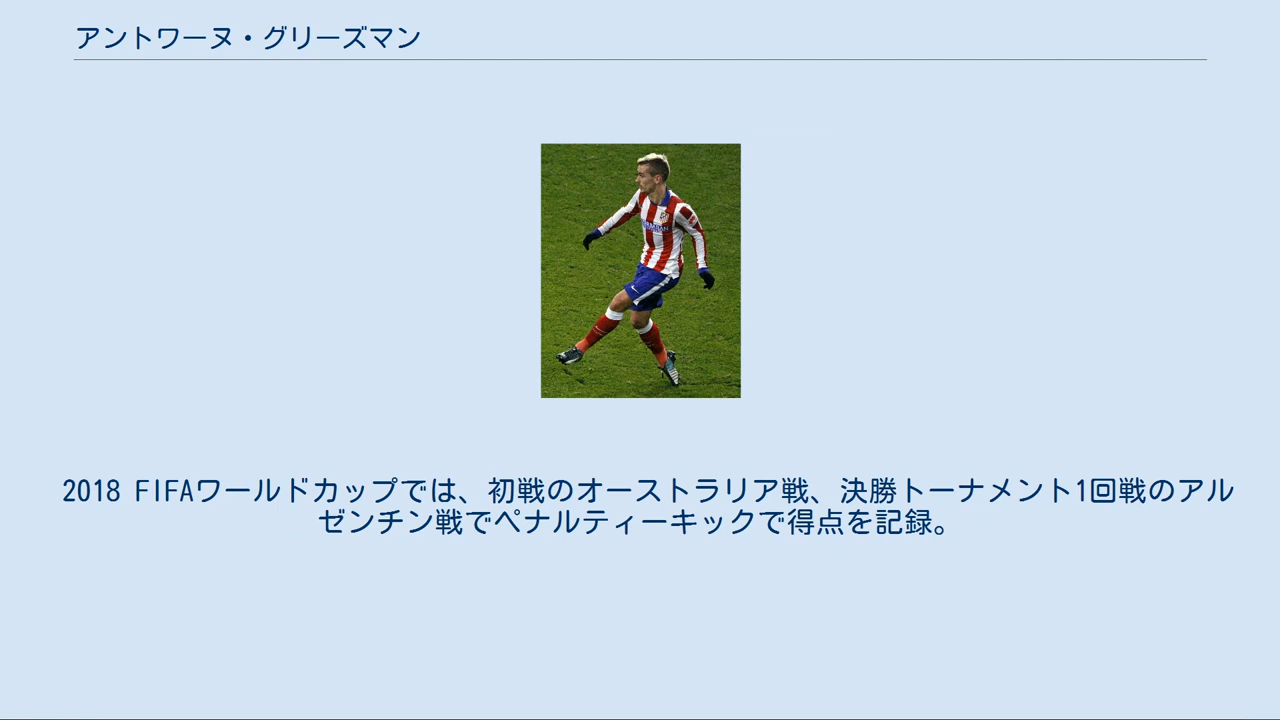 アントワーヌ・グリーズマン
2018 FIFAワールドカップでは、初戦のオーストラリア戦、決勝トーナメント1回戦のアル
ゼンチン戦でペナルティーキックで得点を記録。